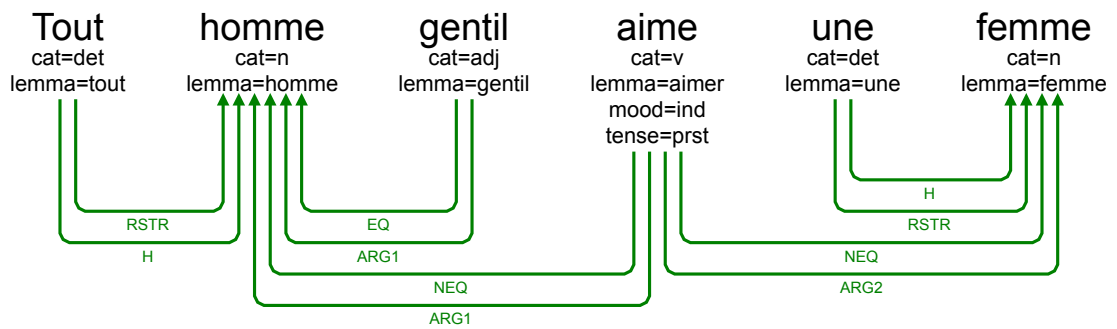 Tout homme gentil aime une femme
cat=det cat=n cat=adj cat=v cat=det cat=n
lemma=tout lemma=homme lemma=gentil lemma=aimer lemma=une lemma=femme
mood=ind
tense=prst
H
RSTR EQ RSTR
H ARG1 NEQ
NEQ ARG2
ARG1